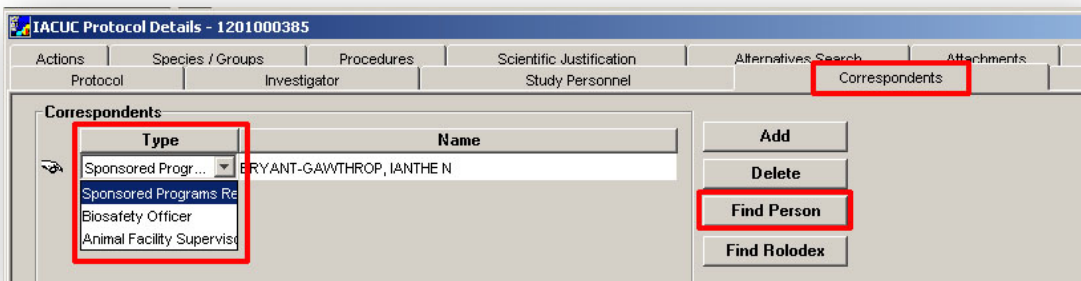 IACUC Protocol Details - 1201000385
Actions Species / Groups Procedures Scientific Justification Alternatives Search Attachments
Protocol Investigator Study Personnel Correspondents
Correspondents
Type Name
Sponsored Progr... BRYANT-GAWTHROP, IANTHE N
Sponsored Programs Re
Biosafety Officer
Animal Facility Superviso
Add
Delete
Find Person
Find Rolodex